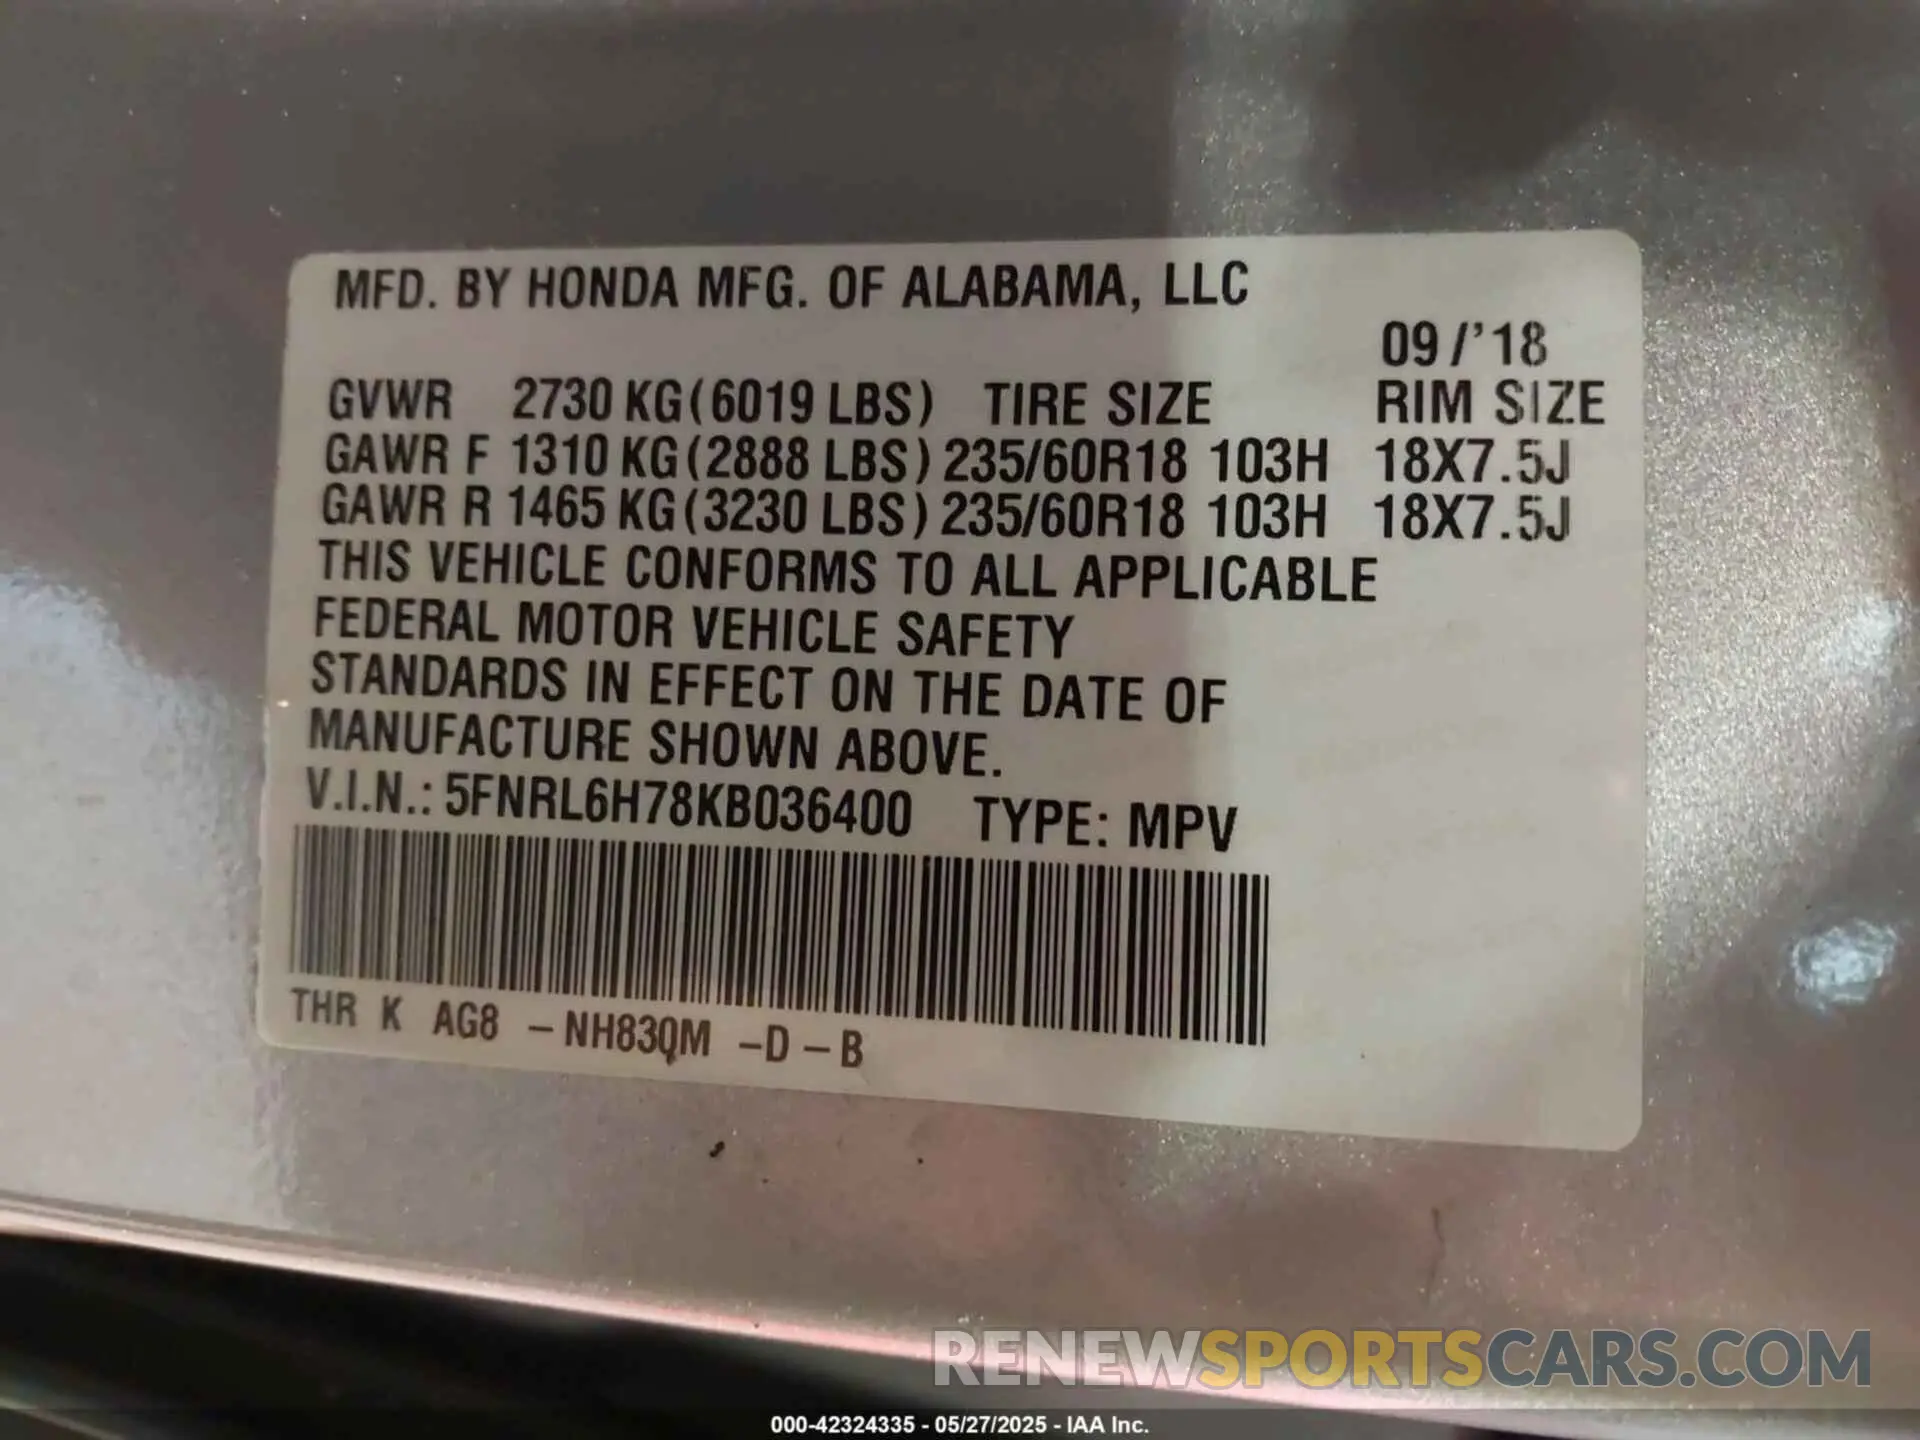 MFD. BY HONDA MFG. OF ALABAMA, LLC
09/'18
GVWR 2730 KG(6019 LBS) TIRE SIZE RIM SIZE
GAWR F 1310 KG(2888 LBS) 235/60R18 103H 18X7.5J
GAWR R 1465 KG(3230 LBS) 235/60R18 103H 18X7.5J
THIS VEHICLE CONFORMS TO ALL APPLICABLE
FEDERAL MOTOR VEHICLE SAFETY
STANDARDS IN EFFECT ON THE DATE OF
MANUFACTURE SHOWN ABOVE.
V.I.N.: 5FNRL6H78KB036400 TYPE: MPV
THR K AG8 -NH830M -D -B
RENEWSPORTSCARS.COM
000-42324335 - 05/27/2025 - IAA Inc.